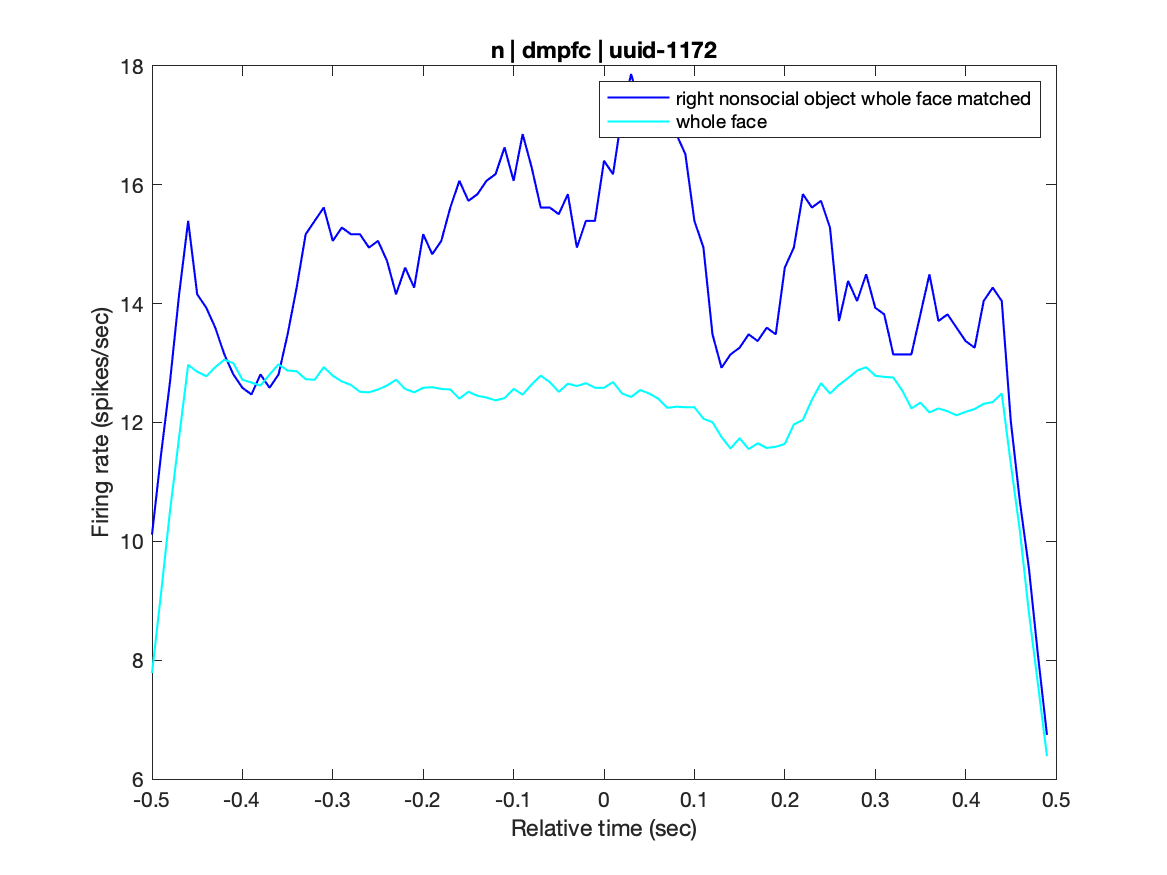 n | dmpfc | uuid-1172
right nonsocial object whole face matched
whole face
18
16
14
12
10
8
6
Firing rate (spikes/sec)
-0.5 -0.4 -0.3 -0.2 -0.1 0 0.1 0.2 0.3 0.4 0.5
Relative time (sec)